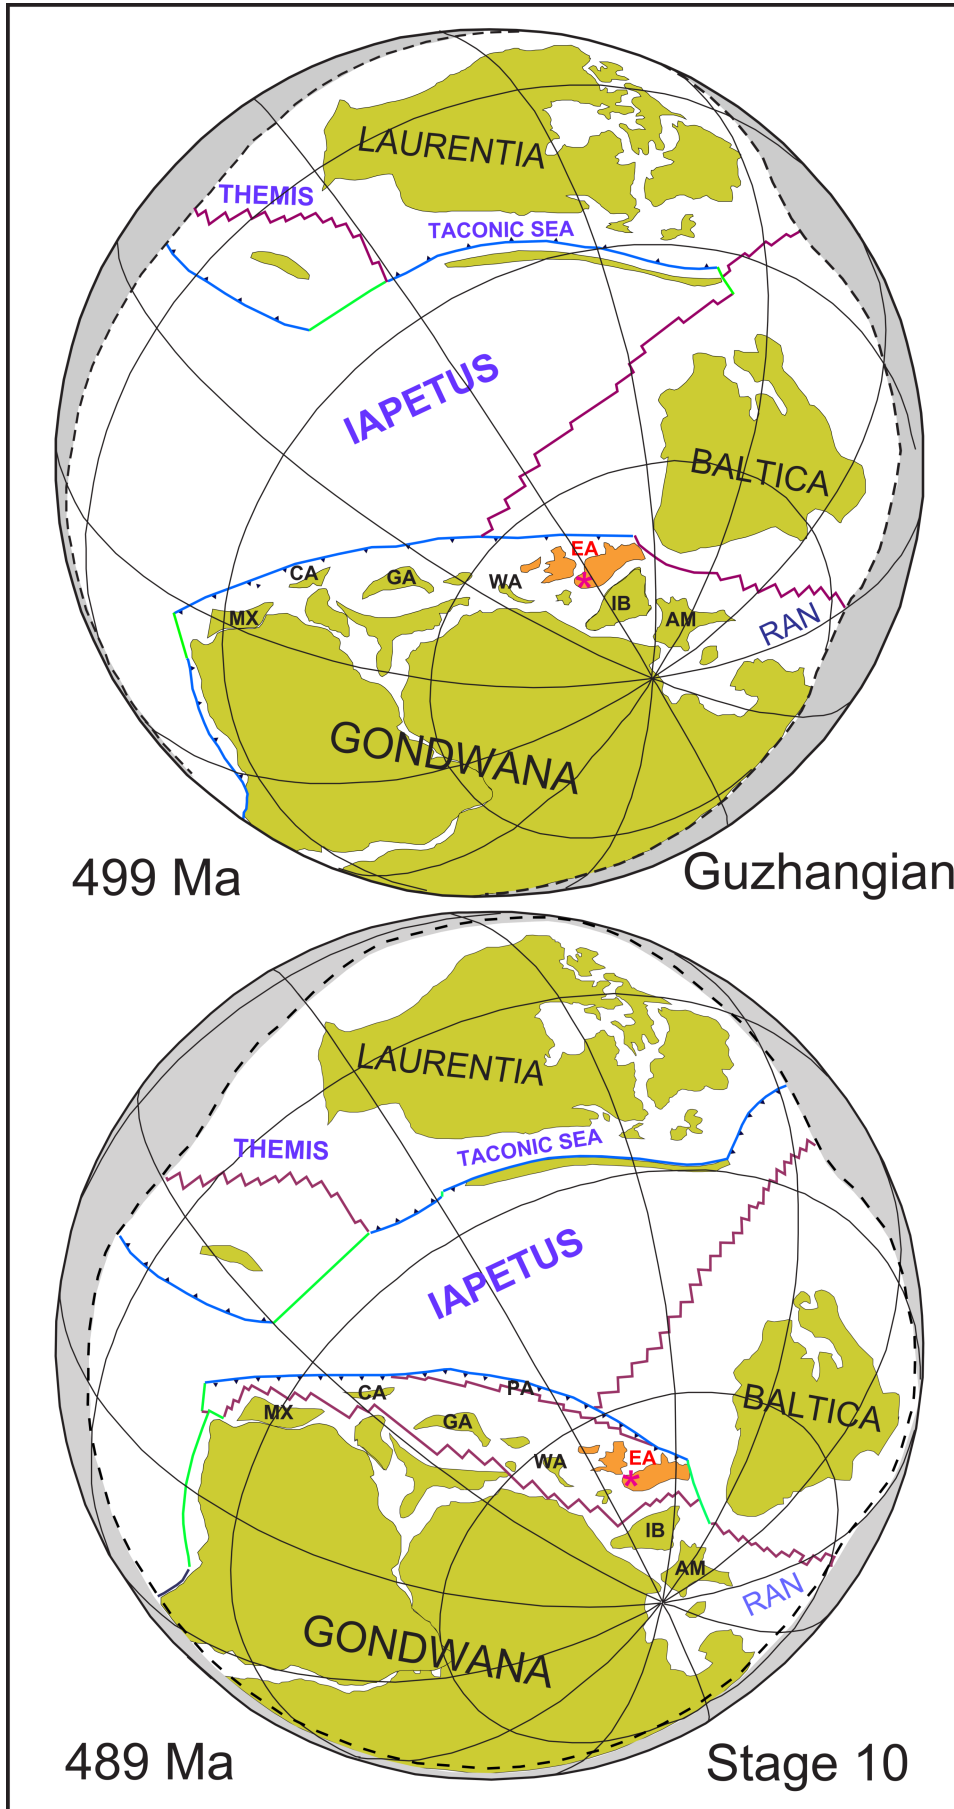 LAURENTIA
THEMIS
TACONIC SEA
IAPETUS
BALTICA
EA
CA
GA
WA
MX
IB
AM
RAN
GONDWANA
499 Ma
Guzhangian
LAURENTIA
THEMIS
TACONIC SEA
IAPETUS
CA
PA
MX
GA
BALTICA
WA
EA
IB
AM
RAN
GONDWANA
489 Ma
Stage 10